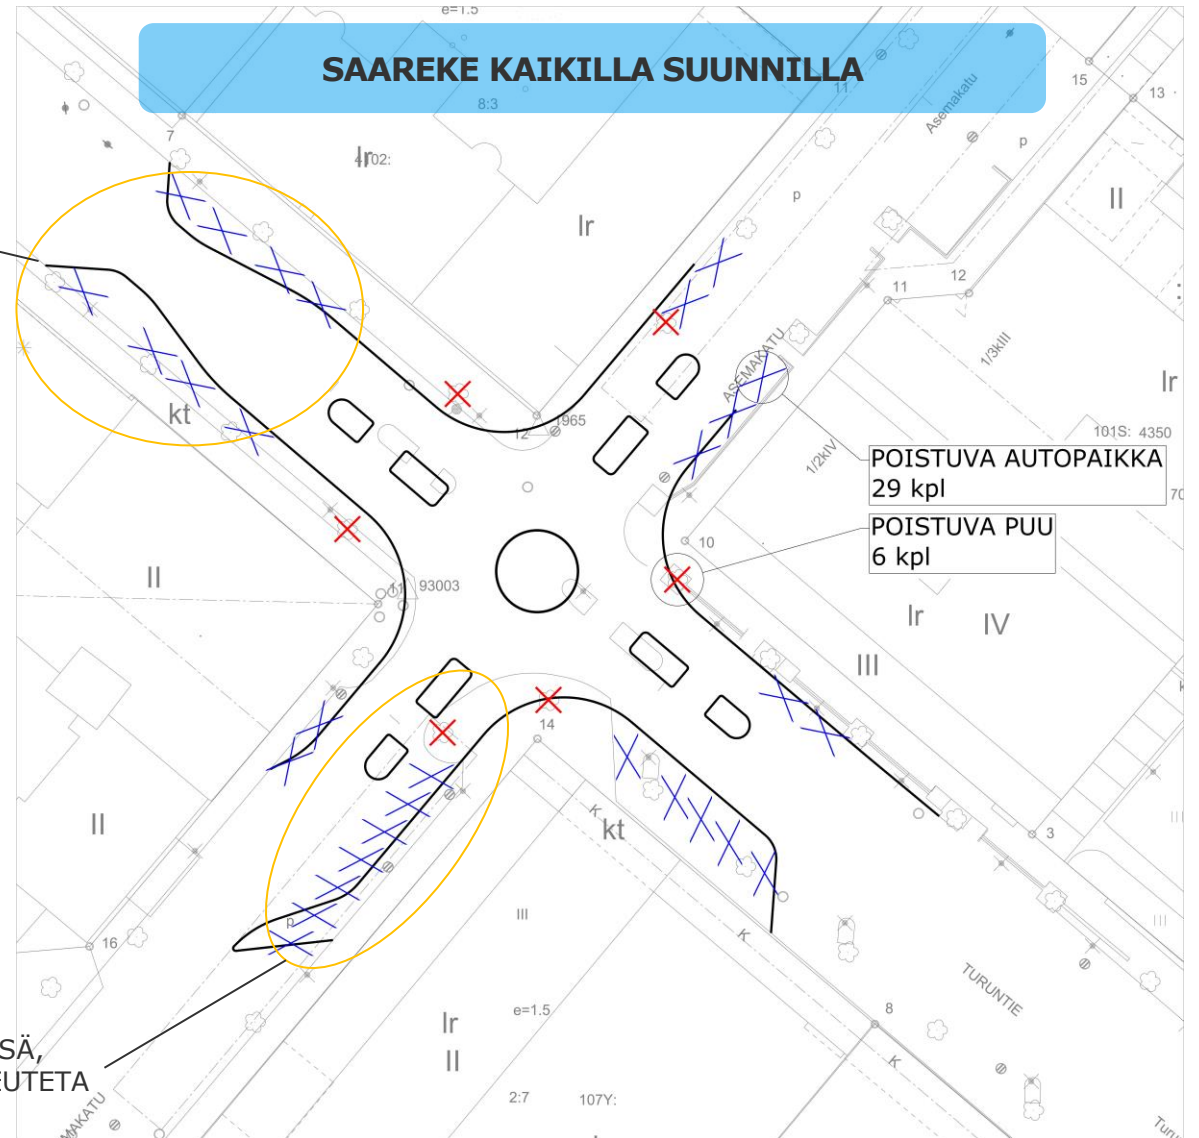 e=1.5
SAAREKE KAIKILLA SUUNNILLA
15
13
11
8:3
Asemakatu
7
lr
p
p
II
lr
12
11
ASEMAKATU
1/3kIII
lr
kt
12
1965
101S: 4350
1/2kIV
POISTUVA AUTOPAIKKA
29 kpl
POISTUVA PUU
6 kpl
10
II
11
93003
lr
IV
III
14
K
kt
3
II
III
III
p
16
K
TURUNTIE
e=1.5
lr
8
SÄ,
II
K
EUTETA
2:7
107Y:
MAKATU